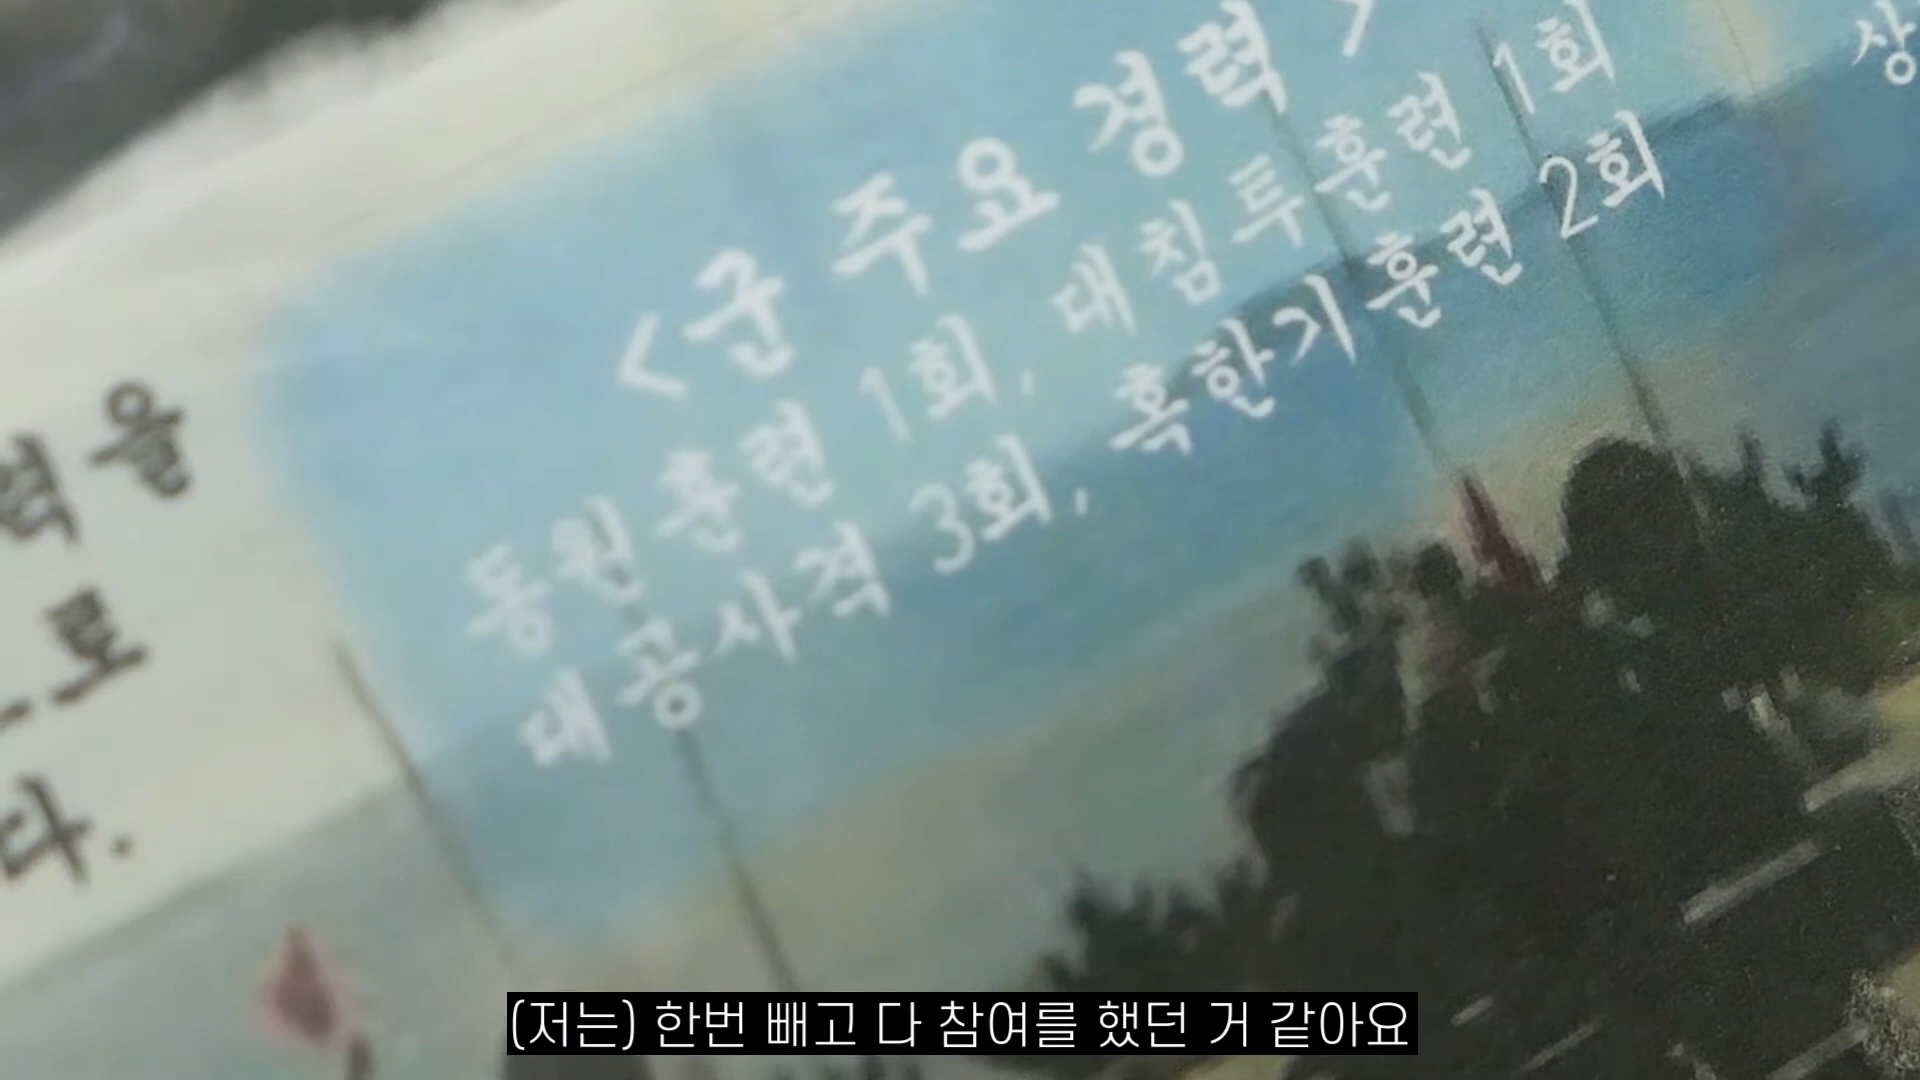 <군 주요 경력>
동원훈련 1회, 대침투훈련 1회
대공사격 3회, 혹한기훈련 2회
상
력을
로
다.
(저는) 한번 빼고 다 참여를 했던 거 같아요